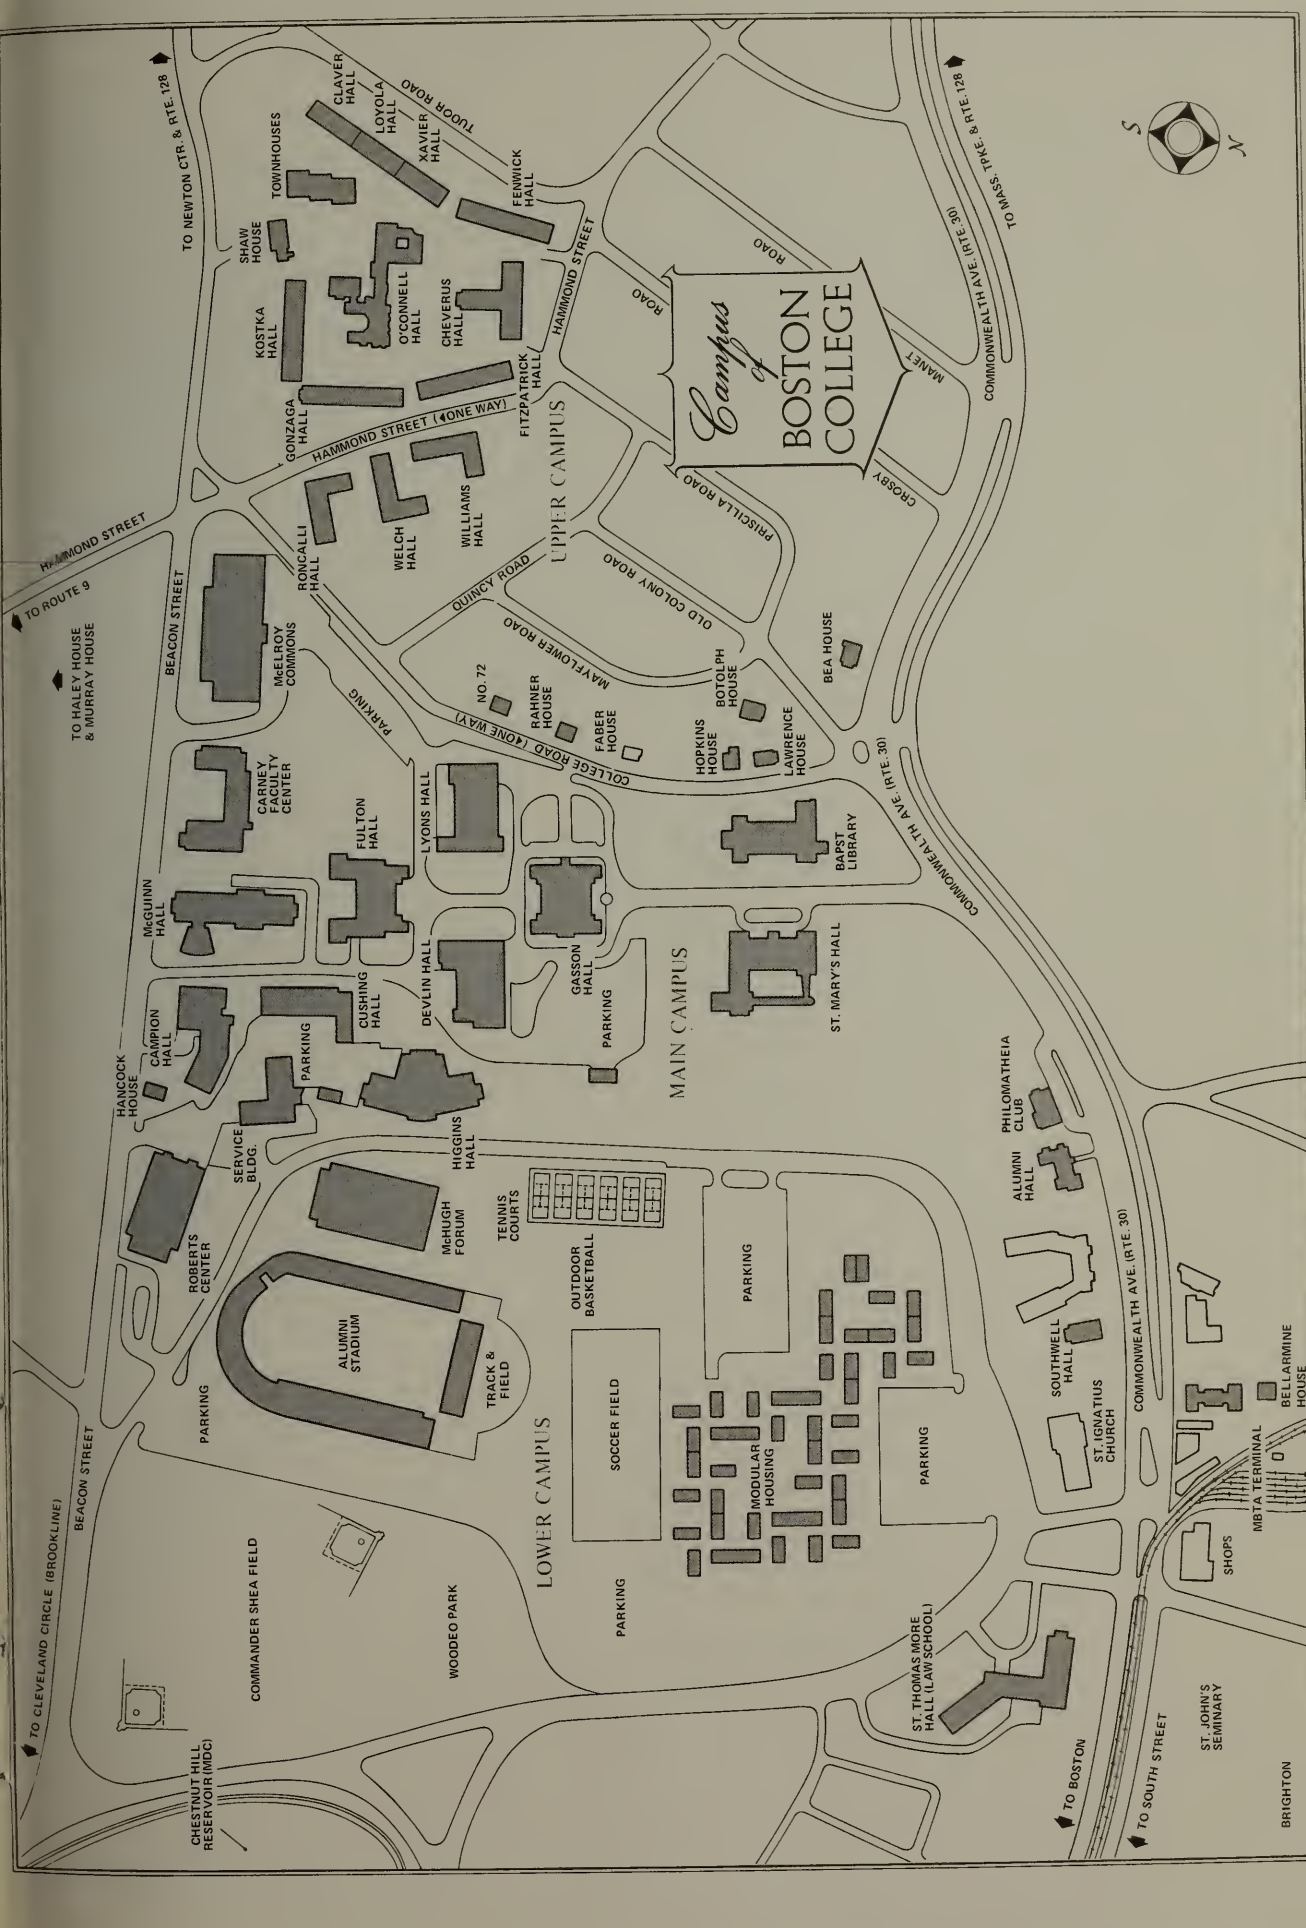 Campus
of
BOSTON
COLLEGE
TO NEWTON CTR. & RTE. 128
TOWNHOUSES
CLAVER
HALL
LOYOLA
HALL
XAVIER
HALL
TUDOR ROAD
FENWICK
HALL
SHAW
HOUSE
KOSTKA
HALL
O'CONNELL
HALL
CHEVERUS
HALL
HAMMOND STREET
GONZAGA
HALL
FITZPATRICK
HALL
HAMMOND STREET (ONE WAY)
UPPER CAMPUS
RONCALLI
HALL
WELCH
HALL
WILLIAMS
HALL
HAMMOND STREET
TO ROUTE 9
TO HALEY HOUSE
& MURRAY HOUSE
BEACON STREET
McELROY
COMMONS
PARKING
QUINCY ROAD
MAYFLOWER ROAD
OLD COLONY ROAD
PRISCILLA ROAD
ROAD
ROAD
MANET
CROSBY
COMMONWEALTH AVE. (RTE. 30)
TO MASS. TPKE. & RTE. 128
S
N
NO. 72
RAHNER
HOUSE
FABER
HOUSE
COLLEGE ROAD (ONE WAY)
HOPKINS
HOUSE
BOTOLPH
HOUSE
LAWRENCE
HOUSE
BEA HOUSE
COMMONWEALTH AVE. (RTE. 30)
COMMONWEALTH
CARNEY
FACULTY
CENTER
FULTON
HALL
LYONS HALL
BAPST
LIBRARY
McGUINN
HALL
CUSHING
HALL
DEVLIN HALL
GASSON
HALL
PARKING
MAIN CAMPUS
ST. MARY'S HALL
HANCOCK
HOUSE
CAMPION
HALL
PARKING
SERVICE
BLDG.
HIGGINS
HALL
PHILOMATHEIA
CLUB
ALUMNI
HALL
ROBERTS
CENTER
McHUGH
FORUM
TENNIS
COURTS
OUTDOOR
BASKETBALL
PARKING
ALUMNI
STADIUM
TRACK &
FIELD
PARKING
SOCCER FIELD
MODULAR
HOUSING
PARKING
LOWER CAMPUS
SOUTHWELL
HALL
ST. IGNATIUS
CHURCH
COMMONWEALTH AVE. (RTE. 30)
BELLARMINE
HOUSE
MBTA TERMINAL
SHOPS
BEACON STREET
TO CLEVELAND CIRCLE (BROOKLINE)
COMMANDER SHEA FIELD
WOODED PARK
PARKING
ST. THOMAS MORE
HALL (LAW SCHOOL)
CHESTNUT HILL
RESERVOIR (MDC)
TO BOSTON
TO SOUTH STREET
ST. JOHN'S
SEMINARY
BRIGHTON